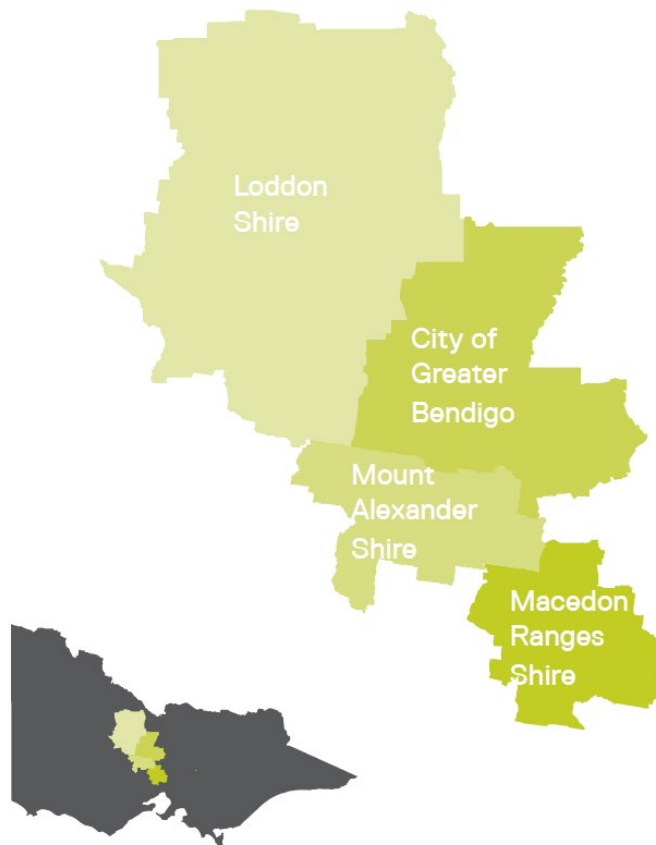 Loddon
Shire
City of
Greater
Bendigo
Mount
Alexander
Shire
Macedon
Ranges
Shire